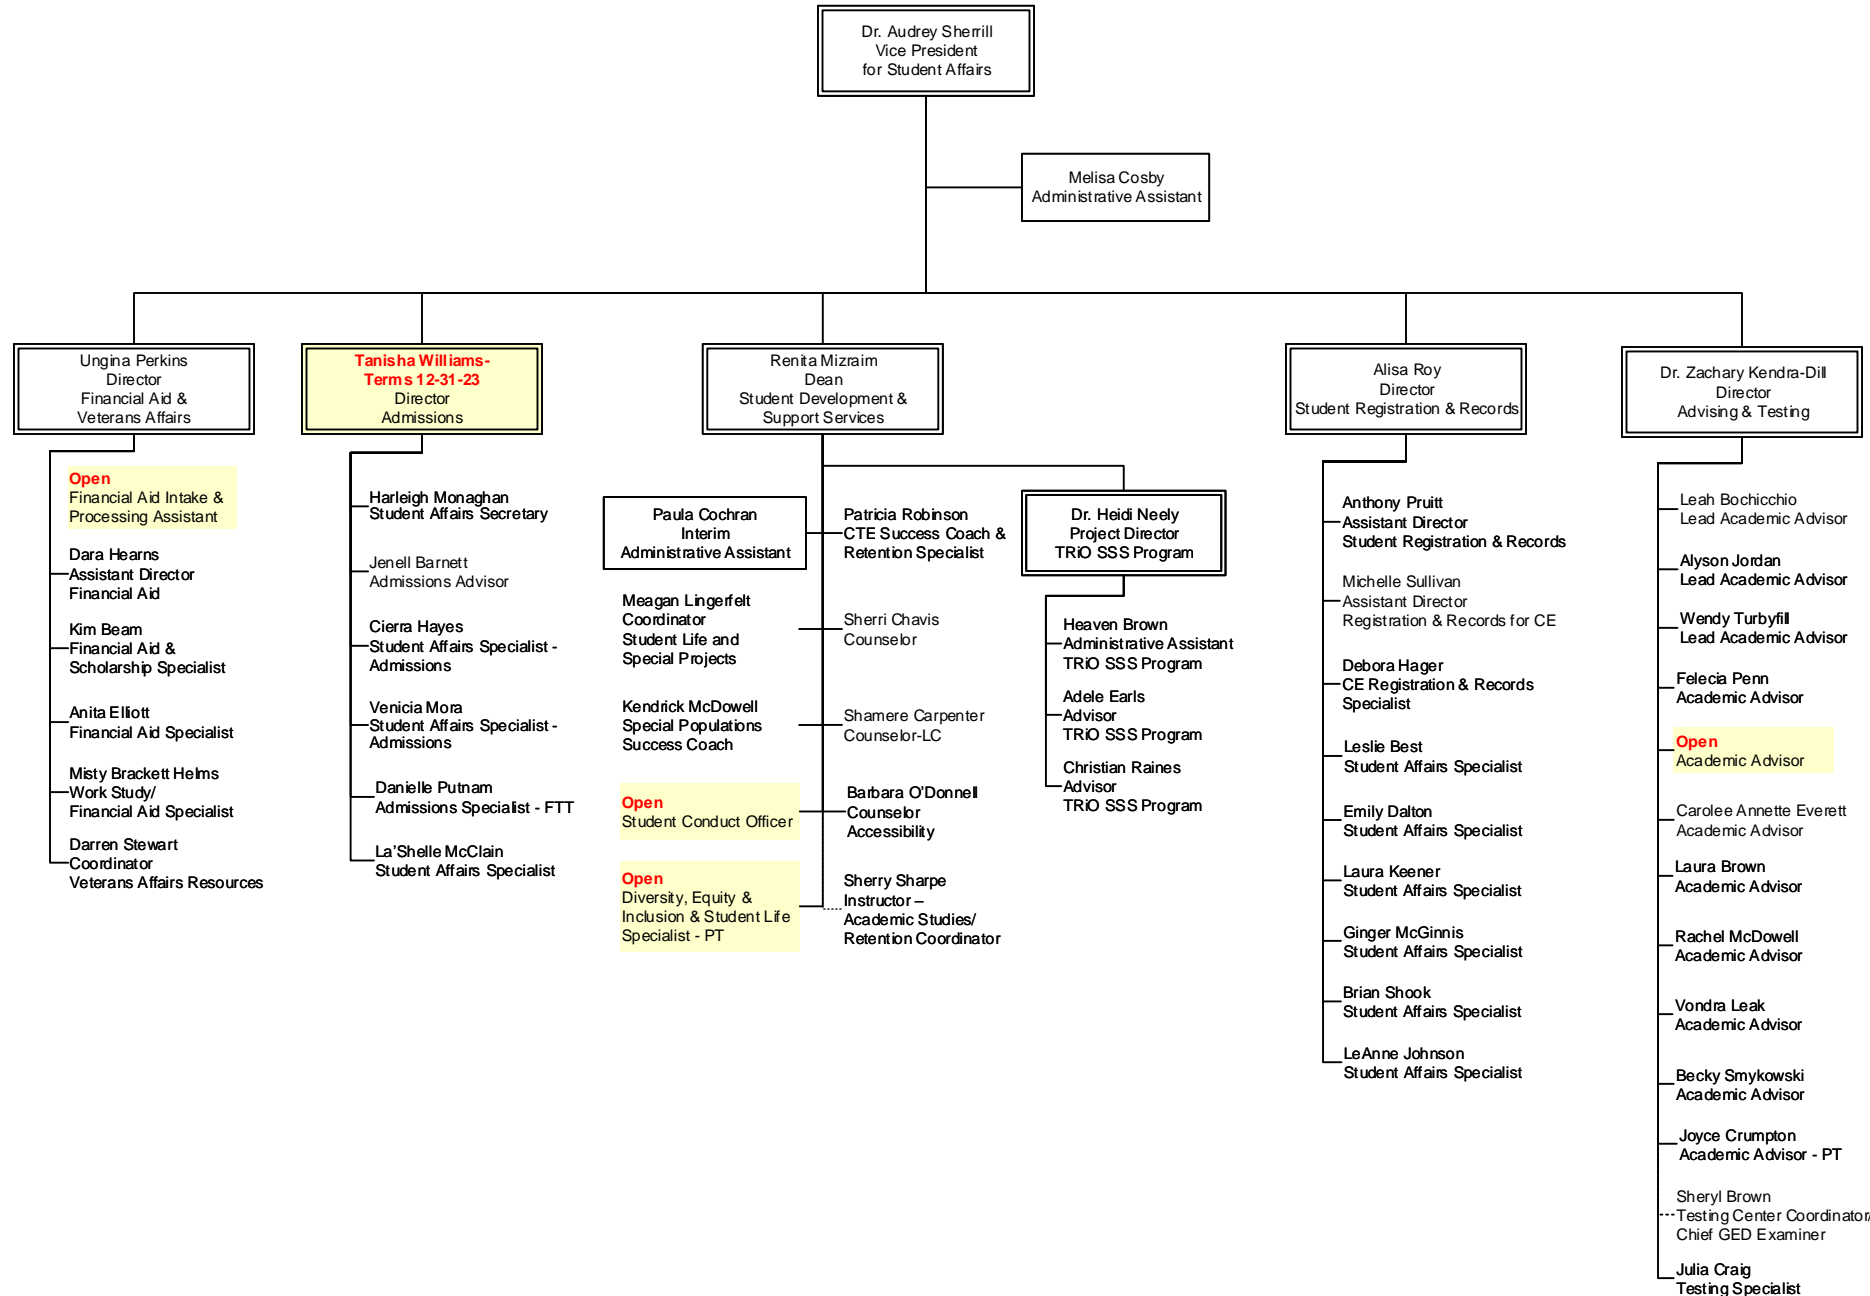 Dr. Audrey Sherrill
Vice President
for Student Affairs
Melisa Cosby
Administrative Assistant
Ungina Perkins
Director
Financial Aid &
Veterans Affairs
Tanisha Williams-
Terms 12-31-23
Director
Admissions
Renita Mizraim
Dean
Student Development &
Support Services
Alisa Roy
Director
Student Registration & Records
Dr. Zachary Kendra-Dill
Director
Advising & Testing
Open
Financial Aid Intake &
Processing Assistant
Dara Hearns
Assistant Director
Financial Aid
Kim Beam
Financial Aid &
Scholarship Specialist
Anita Elliott
Financial Aid Specialist
Misty Brackett Helms
Work Study/
Financial Aid Specialist
Darren Stewart
Coordinator
Veterans Affairs Resources
Harleigh Monaghan
Student Affairs Secretary
Jenell Barnett
Admissions Advisor
Cierra Hayes
Student Affairs Specialist -
Admissions
Venicia Mora
Student Affairs Specialist -
Admissions
Danielle Putnam
Admissions Specialist - FTT
La'Shelle McClain
Student Affairs Specialist
Paula Cochran
Interim
Administrative Assistant
Meagan Lingerfelt
Coordinator
Student Life and
Special Projects
Kendrick McDowell
Special Populations
Success Coach
Open
Student Conduct Officer
Open
Diversity, Equity &
Inclusion & Student Life
Specialist - PT
Patricia Robinson
CTE Success Coach &
Retention Specialist
Sherri Chavis
Counselor
Shamere Carpenter
Counselor-LC
Barbara O'Donnell
Counselor
Accessibility
Sherry Sharpe
Instructor –
Academic Studies/
Retention Coordinator
Dr. Heidi Neely
Project Director
TRiO SSS Program
Heaven Brown
Administrative Assistant
TRiO SSS Program
Adele Earls
Advisor
TRiO SSS Program
Christian Raines
Advisor
TRiO SSS Program
Anthony Pruitt
Assistant Director
Student Registration & Records
Michelle Sullivan
Assistant Director
Registration & Records for CE
Debora Hager
CE Registration & Records
Specialist
Leslie Best
Student Affairs Specialist
Emily Dalton
Student Affairs Specialist
Laura Keener
Student Affairs Specialist
Ginger McGinnis
Student Affairs Specialist
Brian Shook
Student Affairs Specialist
LeAnne Johnson
Student Affairs Specialist
Leah Bochicchio
Lead Academic Advisor
Alyson Jordan
Lead Academic Advisor
Wendy Turbyfill
Lead Academic Advisor
Felecia Penn
Academic Advisor
Open
Academic Advisor
Carolee Annette Everett
Academic Advisor
Laura Brown
Academic Advisor
Rachel McDowell
Academic Advisor
Vondra Leak
Academic Advisor
Becky Smykowski
Academic Advisor
Joyce Crumpton
Academic Advisor - PT
Sheryl Brown
Testing Center Coordinator/
Chief GED Examiner
Julia Craig
Testing Specialist